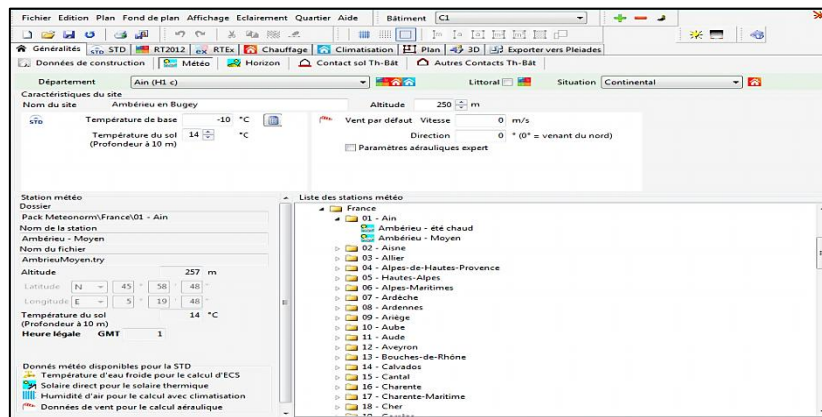 Fichier Edition Plan Fond de plan Affichage Eclairement Quartier Aide Bâtiment C1
Généralités STD RT2012 RTEx Chauffage Climatisation Plan 3D Exporter vers Pleiades
Données de construction Météo Horizon Contact sol Th-Bât Autres Contacts Th-Bât
Département Ain (H1 c) Littoral Situation Continental
Caractéristiques du site
Nom du site Ambérieu en Bugey Altitude 250 m
STD Température de base -10 °C Vent par défaut Vitesse 0 m/s
Température du sol 14 °C Direction 0 ° (0° = venant du nord)
(Profondeur à 10 m) Paramètres aérauliques expert
Station météo
Dossier
Pack Meteonorm\France\01 - Ain
Nom de la station
Ambérieu - Moyen
Nom du fichier
AmbrieuMoyen.try
Altitude 257 m
Latitude N 45 ° 58 ' 48 "
Longitude E 5 ° 19 ' 48 "
Température du sol 14 °C
(Profondeur à 10 m)
Heure légale GMT 1
Donnés météo disponibles pour la STD
Température d'eau froide pour le calcul d'ECS
Solaire direct pour le solaire thermique
Humidité d'air pour le calcul avec climatisation
Données de vent pour le calcul aéraulique
Liste des stations météo
France
01 - Ain
Ambérieu - été chaud
Ambérieu - Moyen
02 - Aisne
03 - Allier
04 - Alpes-de-Hautes-Provence
05 - Hautes-Alpes
06 - Alpes-Maritimes
07 - Ardèche
08 - Ardennes
09 - Ariège
10 - Aube
11 - Aude
12 - Aveyron
13 - Bouches-de-Rhône
14 - Calvados
15 - Cantal
16 - Charente
17 - Charente-Maritime
18 - Cher